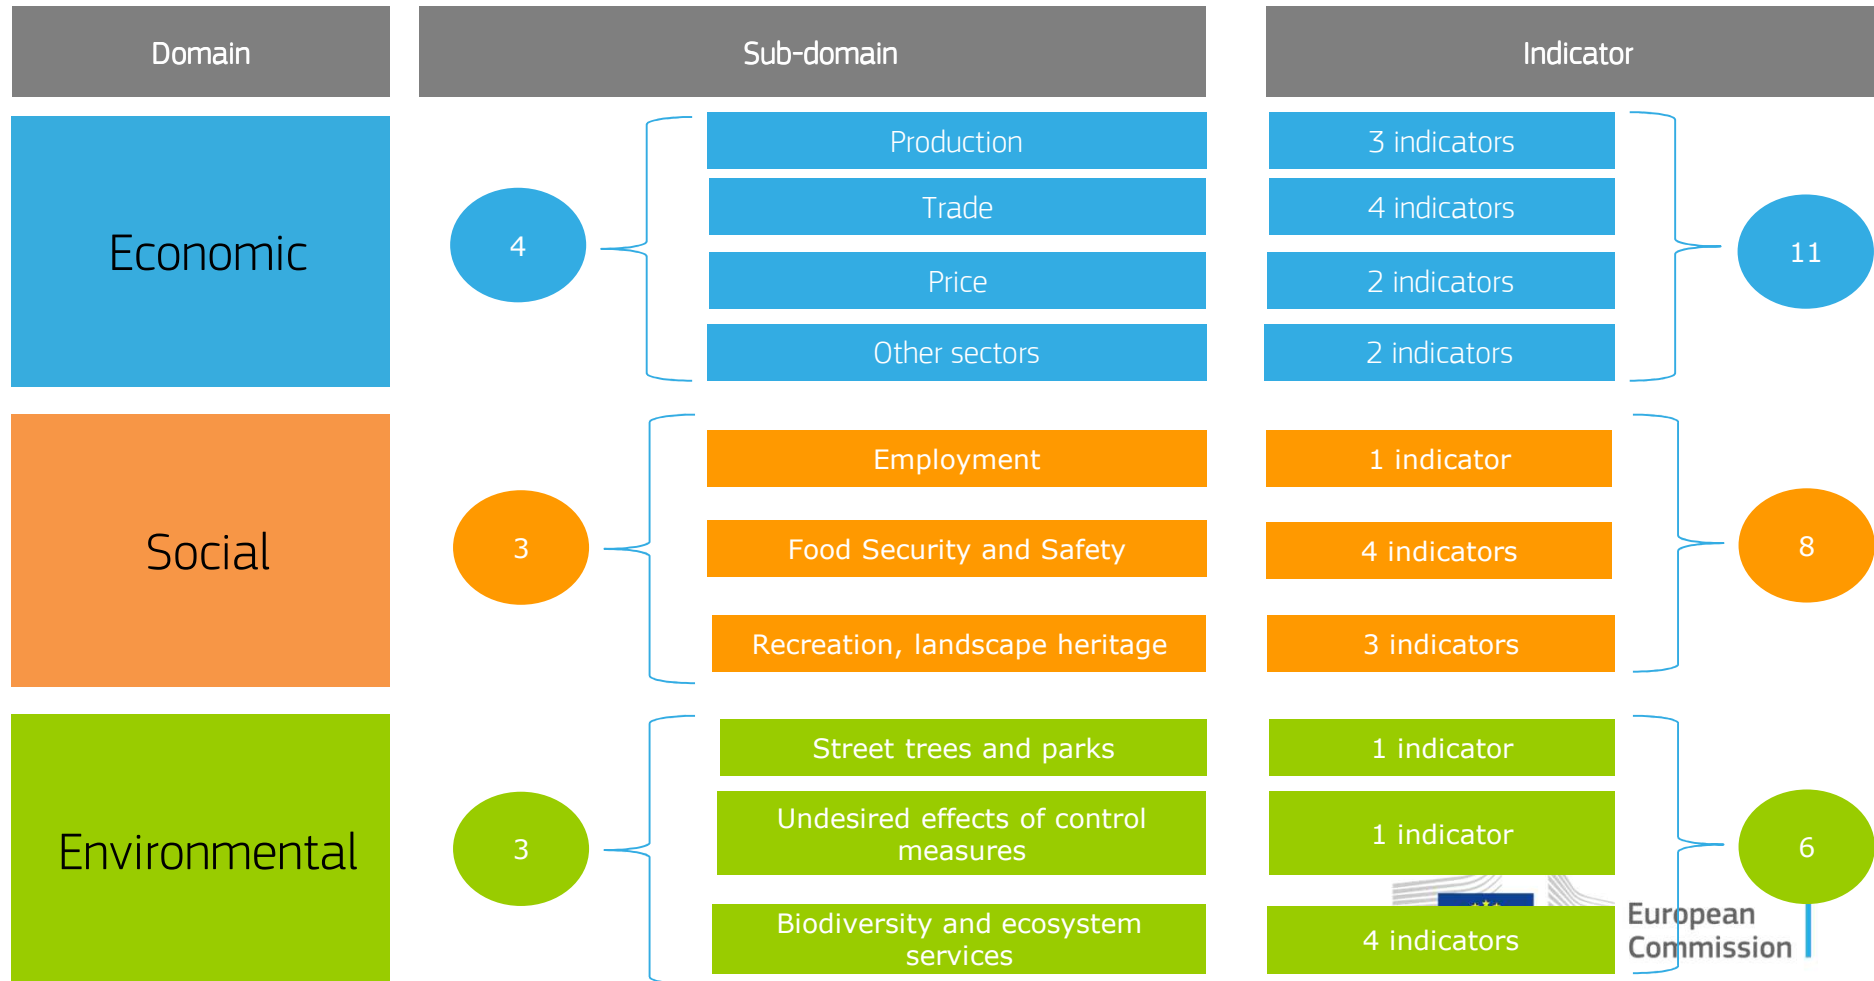 Domain
Sub-domain
Indicator
Economic
4
Production
3 indicators
Trade
4 indicators
Price
2 indicators
Other sectors
2 indicators
11
Social
3
Employment
1 indicator
Food Security and Safety
4 indicators
Recreation, landscape heritage
3 indicators
8
Environmental
3
Street trees and parks
1 indicator
Undesired effects of control
measures
1 indicator
Biodiversity and ecosystem
services
4 indicators
6
European
Commission